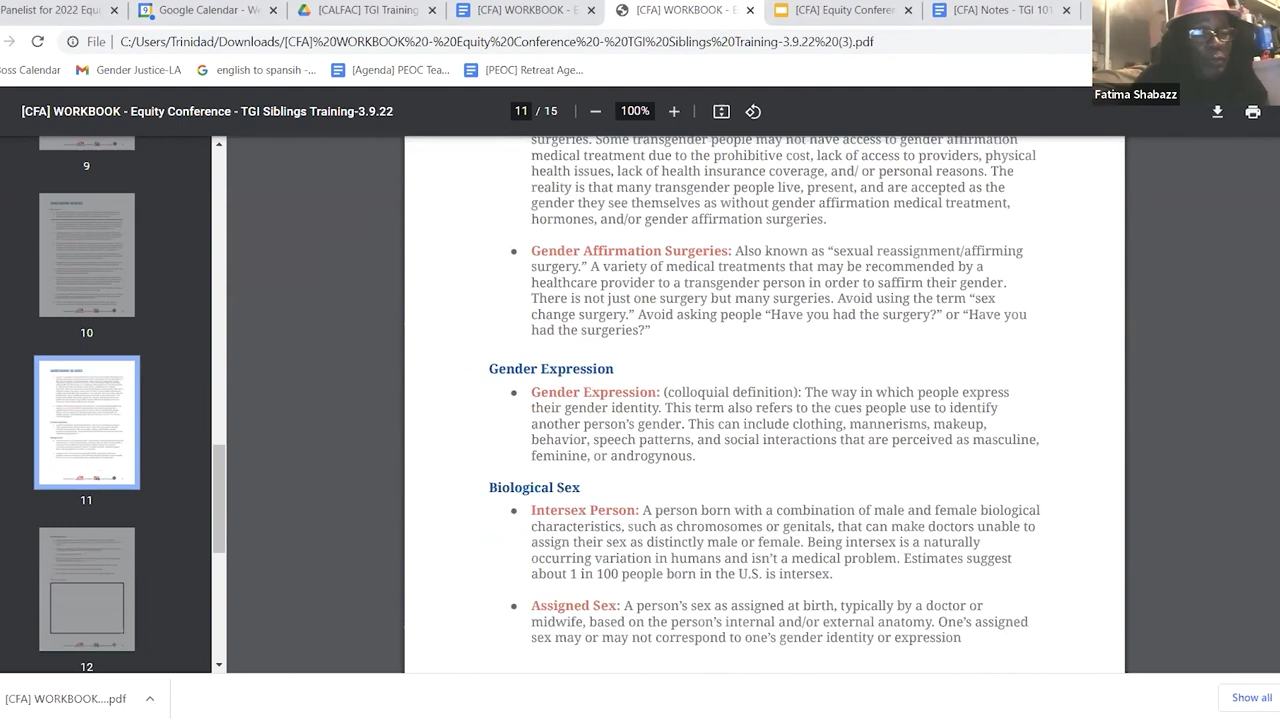 Panelist for 2022 Equ
Google Calendar - We
[CALFAC] TGI Training
[CFA] WORKBOOK - E
[CFA] WORKBOOK - E
[CFA] Equity Conferer
[CFA] Notes - TGI 101
File
C:/Users/Trinidad/Downloads/[CFA]%20WORKBOOK%20-%20Equity%20Conference%20-%20TGI%20Siblings%20Training-3.9.22%20(3).pdf
oss Calendar
Gender Justice-LA
english to spansih -...
[Agenda] PEOC Tea...
[PEOC] Retreat Age...
Fatima Shabazz
[CFA] WORKBOOK - Equity Conference - TGI Siblings Training-3.9.22
11 / 15
100%
9
10
11
12
surgeries. Some transgender people may not have access to gender affirmation
medical treatment due to the prohibitive cost, lack of access to providers, physical
health issues, lack of health insurance coverage, and/ or personal reasons. The
reality is that many transgender people live, present, and are accepted as the
gender they see themselves as without gender affirmation medical treatment,
hormones, and/or gender affirmation surgeries.
● Gender Affirmation Surgeries: Also known as “sexual reassignment/affirming
surgery.” A variety of medical treatments that may be recommended by a
healthcare provider to a transgender person in order to saffirm their gender.
There is not just one surgery but many surgeries. Avoid using the term “sex
change surgery.” Avoid asking people “Have you had the surgery?” or “Have you
had the surgeries?”
Gender Expression
● Gender Expression: (colloquial definition): The way in which people express
their gender identity. This term also refers to the cues people use to identify
another person’s gender. This can include clothing, mannerisms, makeup,
behavior, speech patterns, and social interactions that are perceived as masculine,
feminine, or androgynous.
Biological Sex
● Intersex Person: A person born with a combination of male and female biological
characteristics, such as chromosomes or genitals, that can make doctors unable to
assign their sex as distinctly male or female. Being intersex is a naturally
occurring variation in humans and isn’t a medical problem. Estimates suggest
about 1 in 100 people born in the U.S. is intersex.
● Assigned Sex: A person’s sex as assigned at birth, typically by a doctor or
midwife, based on the person’s internal and/or external anatomy. One’s assigned
sex may or may not correspond to one’s gender identity or expression
[CFA] WORKBOOK....pdf
Show all